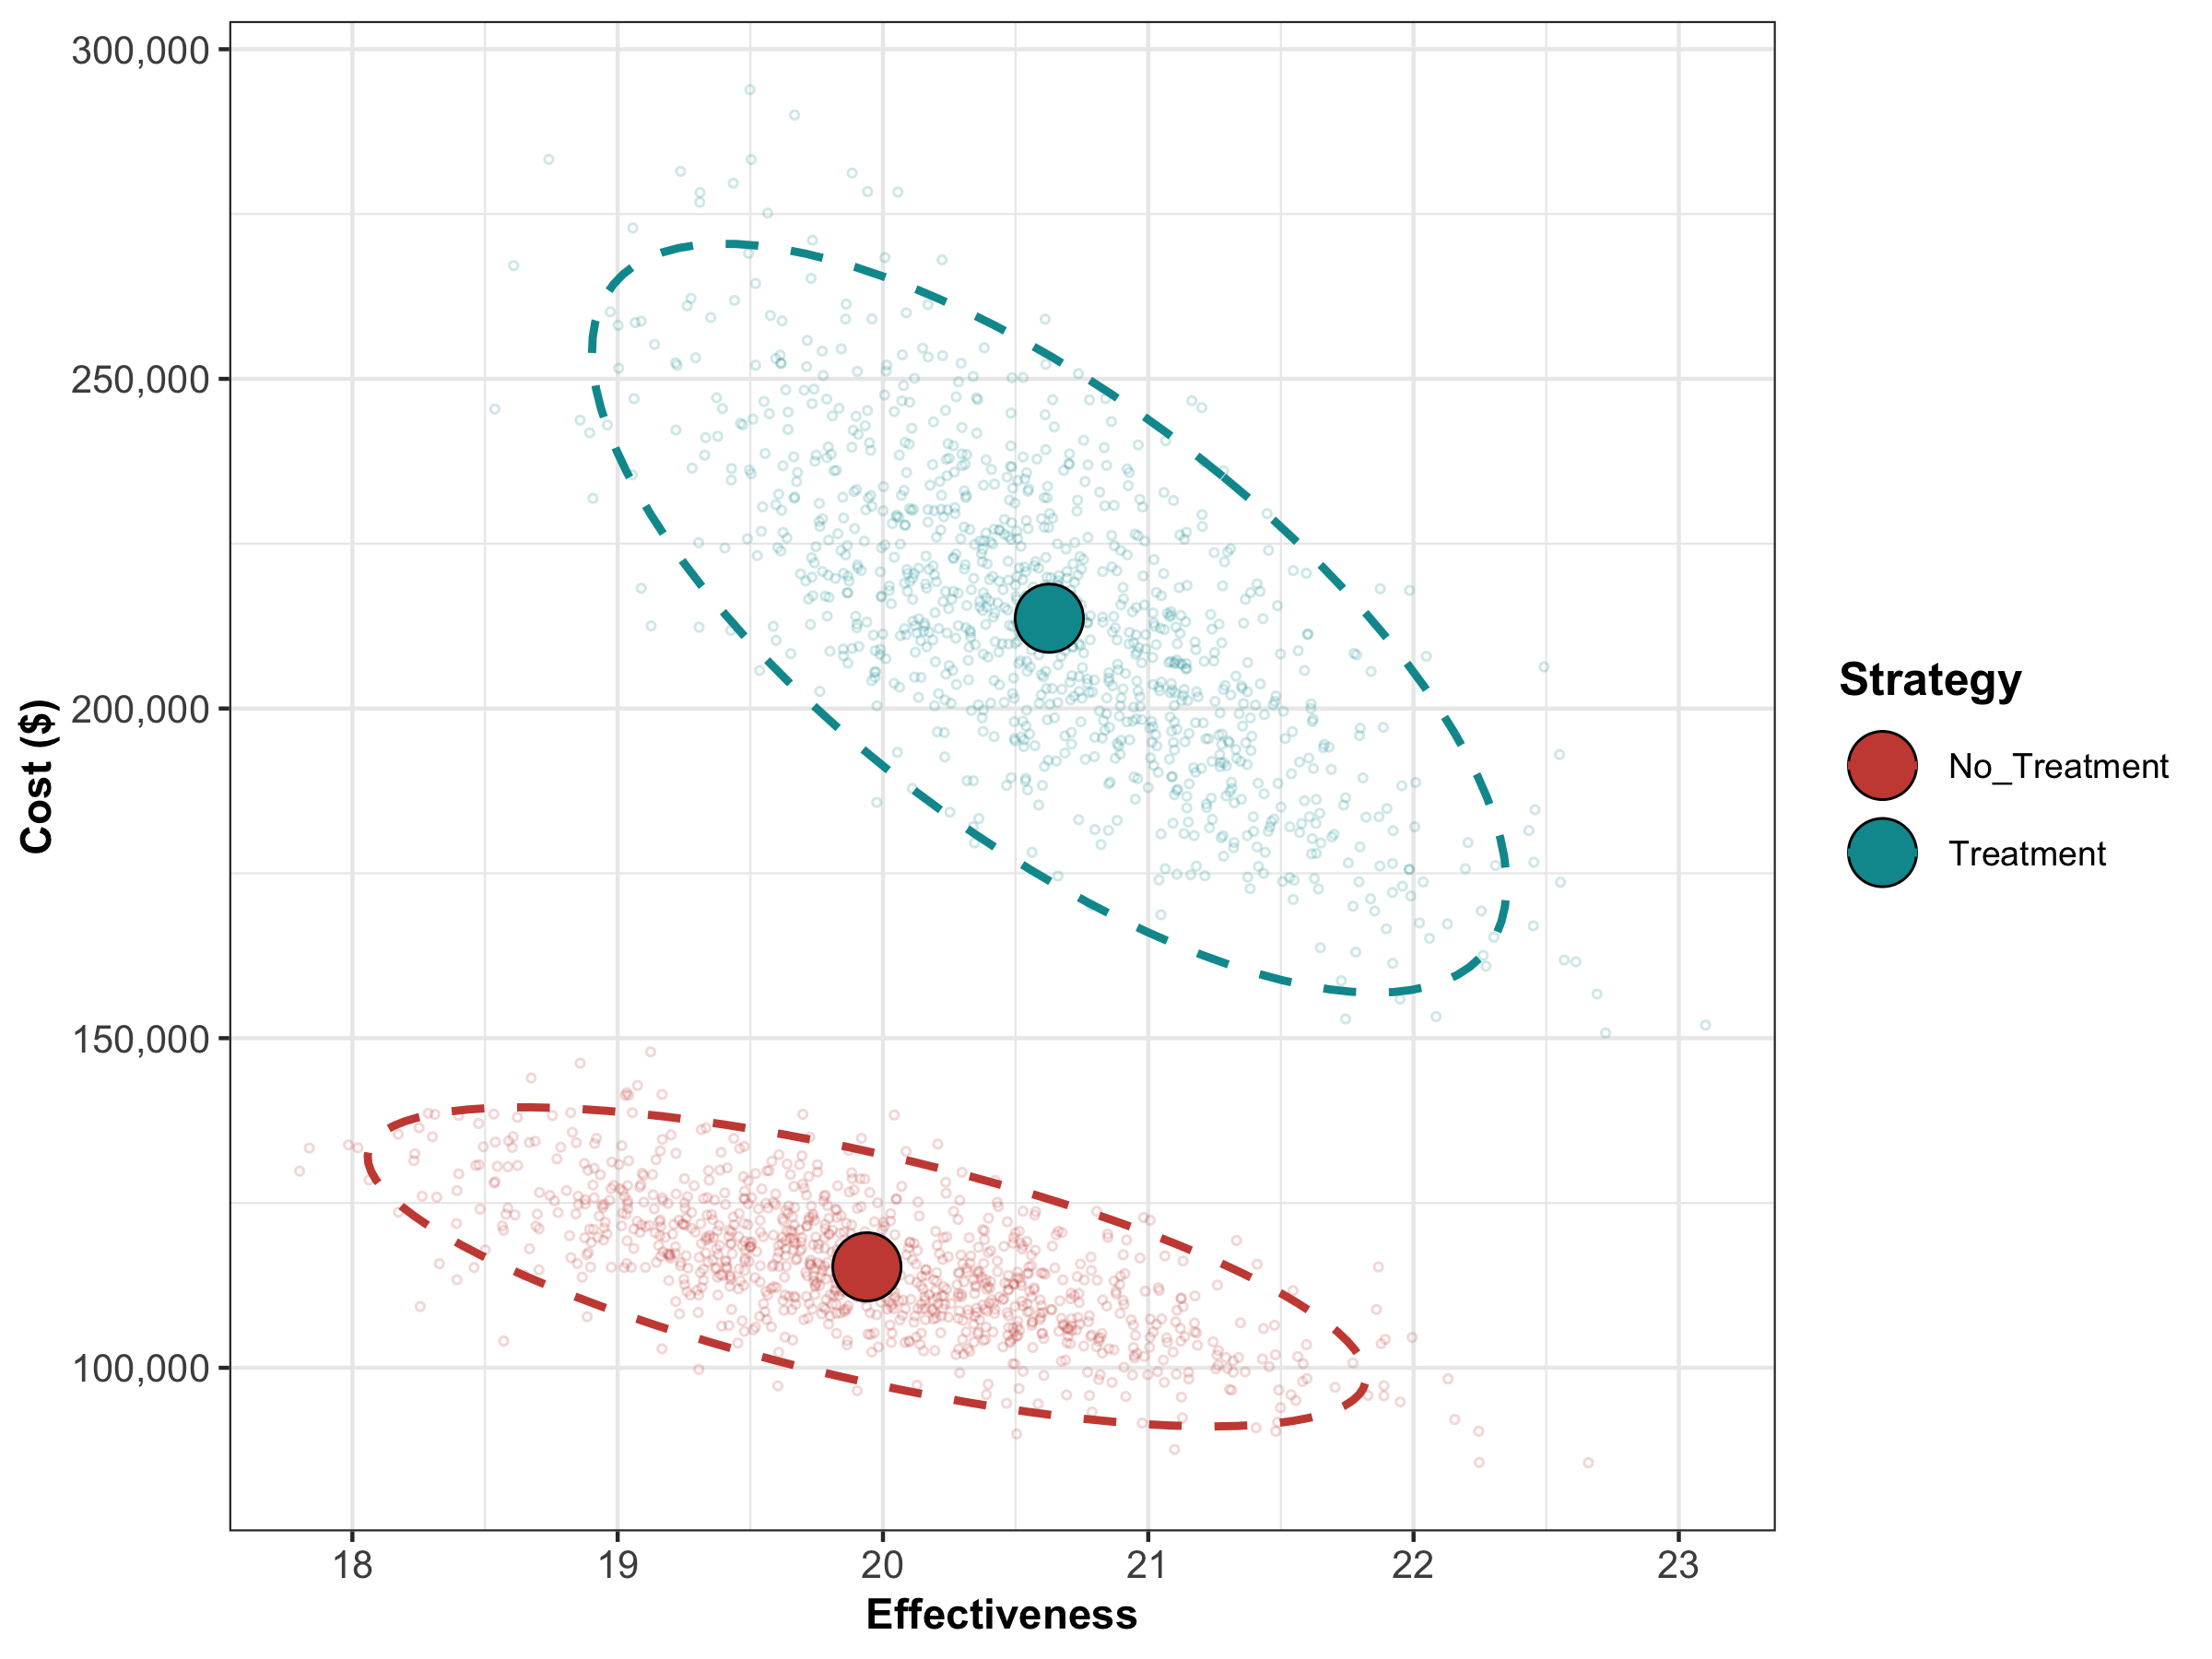 300,000
250,000
200,000
150,000
100,000
Cost ($)
18 19 20 21 22 23
Effectiveness
Strategy
No_Treatment
Treatment